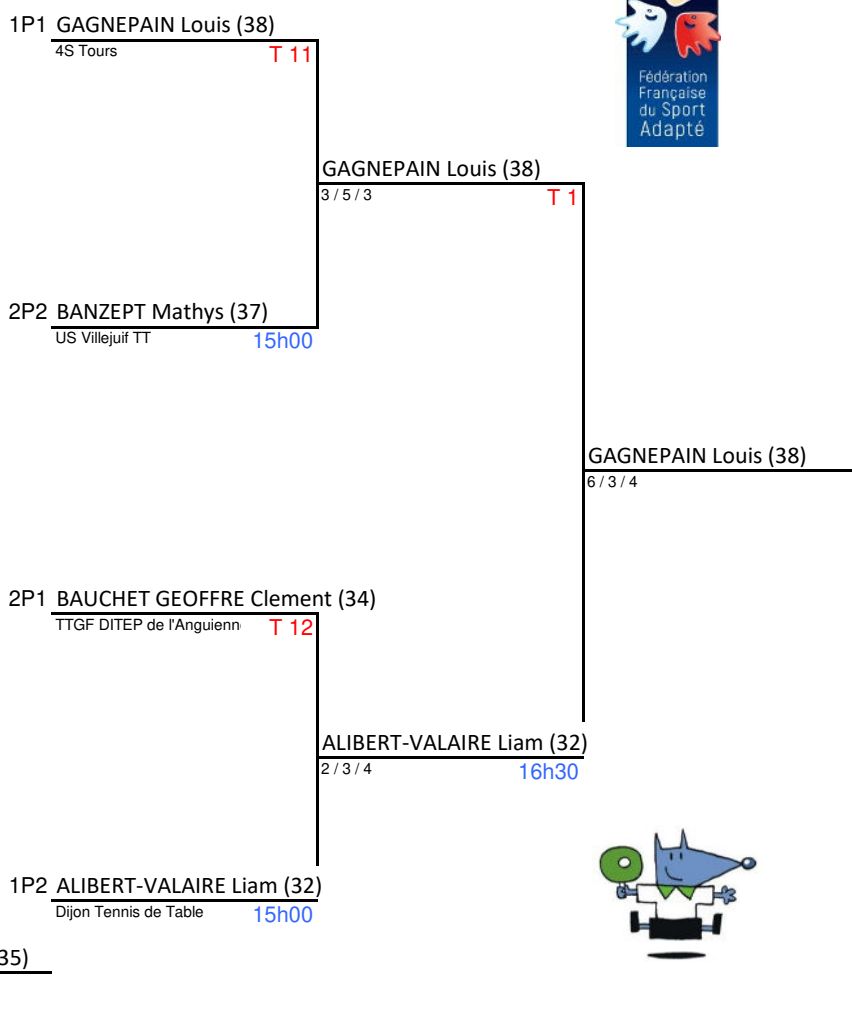 1P1 GAGNEPAIN Louis (38)
4S Tours T 11
Fédération
Française
du Sport
Adapté
GAGNEPAIN Louis (38)
3 / 5 / 3 T 1
2P2 BANZEPT Mathys (37)
US Villejuif TT 15h00
GAGNEPAIN Louis (38)
6 / 3 / 4
2P1 BAUCHET GEOFFRE Clement (34)
TTGF DITEP de l'Anguienn T 12
ALIBERT-VALAIRE Liam (32)
2 / 3 / 4 16h30
1P2 ALIBERT-VALAIRE Liam (32)
Dijon Tennis de Table 15h00
35)